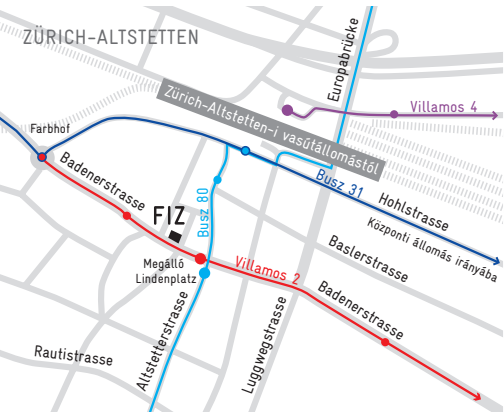 ZÜRICH-ALTSTETTEN
Europabrücke
Villamos 4
Zürich-Altstetten-i vasútállomástól
Farbhof
Badenerstrasse
Busz 31
Hohlstrasse
Központi állomás irányába
FIZ
Busz 80
Baslerstrasse
Megálló
Lindenplatz
Villamos 2
Badenerstrasse
Altstetterstrasse
Luggwegstrasse
Rautistrasse